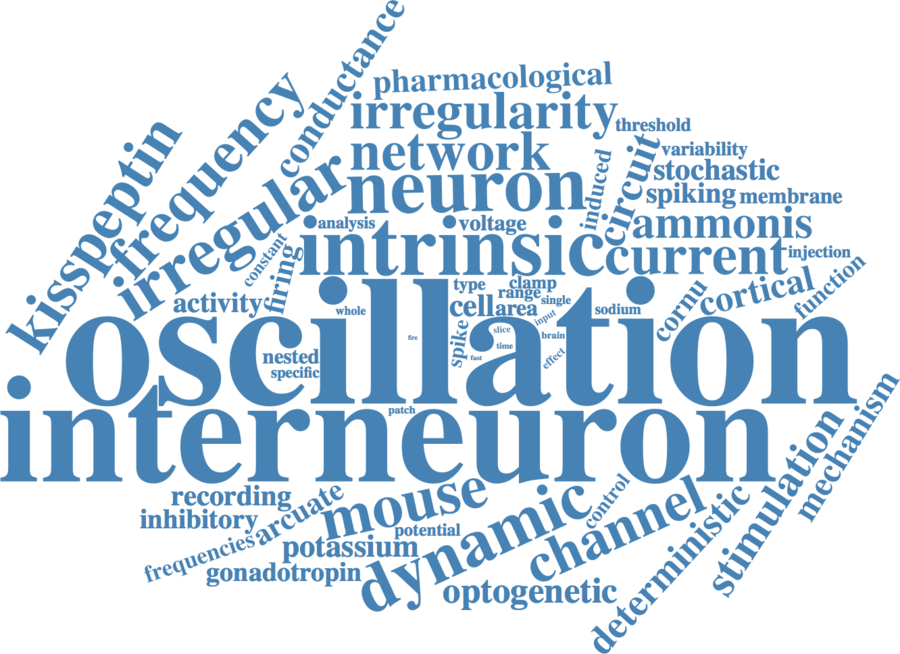 conductance
pharmacological
irregularity
threshold
frequency
kisspeptin
network
variability
circuit
stochastic
irregular
neuron
induced
spiking
membrane
analysis
voltage
ammonis
constant
firing
intrinsic
current
injection
function
activity
whole
type
clamp
range
single
cell
area
sodium
cornu
cortical
oscillation
input
slice
spike
fire
time
brain
fast
effect
nested
specific
interneuron
patch
mechanism
stimulation
recording
arcuate
mouse
control
inhibitory
potential
dynamic
channel
deterministic
frequencies
potassium
gonadotropin
optogenetic